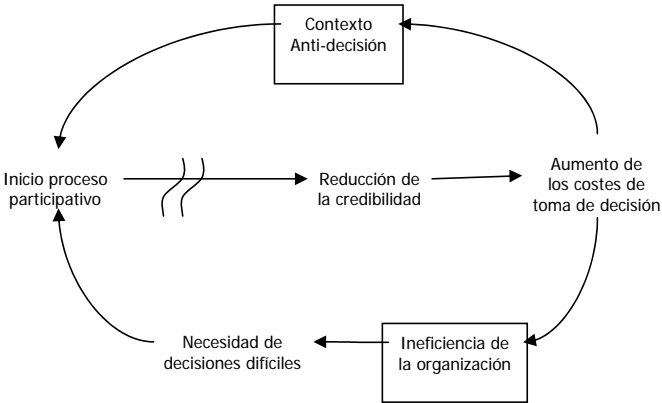 Contexto
Anti-decisión
Inicio proceso
participativo
Reducción de
la credibilidad
Aumento de
los costes de
toma de decisión
Necesidad de
decisiones difíciles
Ineficiencia de
la organización